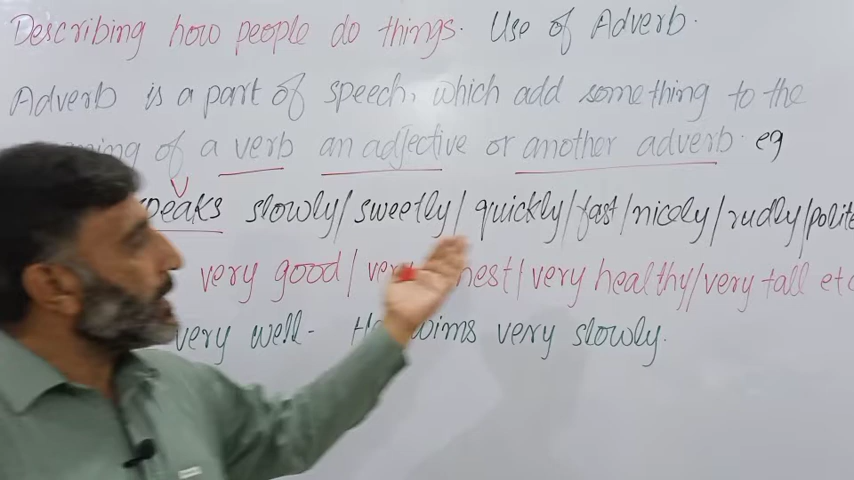 Describing how people do things. Use of Adverb.
Adverb is a part of speech, which add something to the
of a verb an adjective or another adverb. eg
speaks slowly/sweetly/quickly/fast/nicely/rudly/polite
very good/ very /very healthy/very tall etc
very well- very slowly.